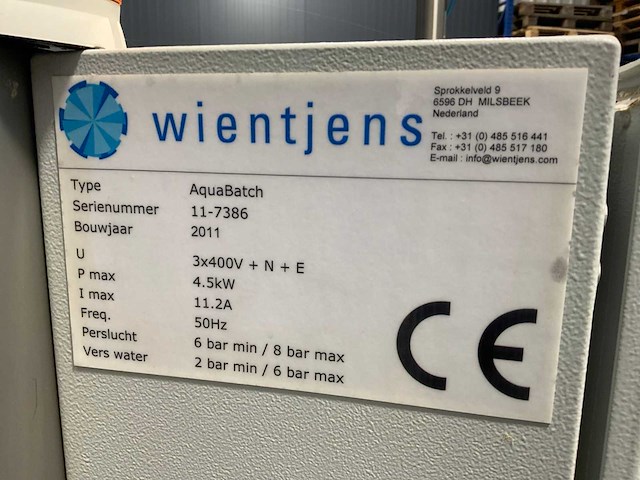 wientjens
Sprokkelveld 9
6596 DH MILSBEEK
Nederland
Tel. : +31 (0) 485 516 441
Fax : +31 (0) 485 517 180
E-mail : info@wientjens.com
Type AquaBatch
Serienummer 11-7386
Bouwjaar 2011
U 3x400V + N + E
P max 4.5kW
I max 11.2A
Freq. 50Hz
Perslucht 6 bar min / 8 bar max
Vers water 2 bar min / 6 bar max
CE